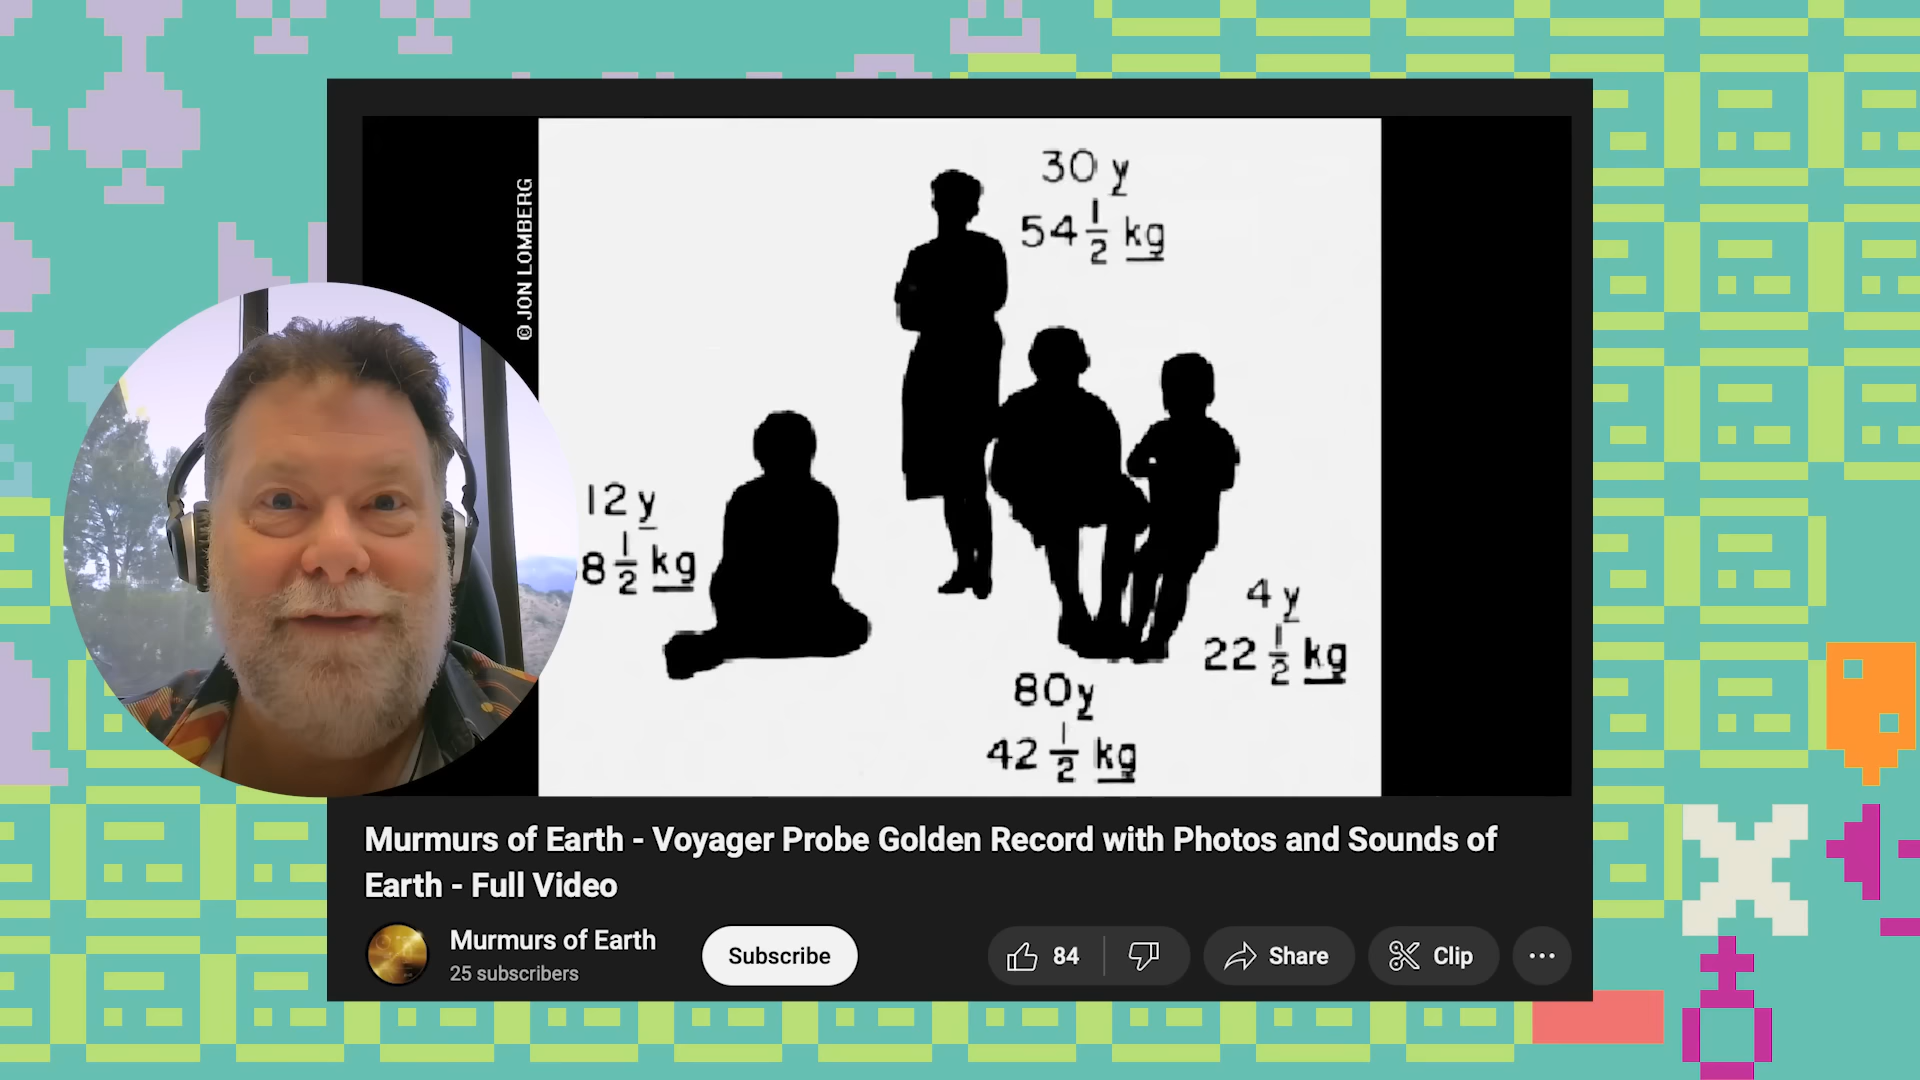 © JON LOMBERG
30 y
54 1/2 kg
12 y
8 1/2 kg
4 y
22 1/2 kg
80 y
42 1/2 kg
Murmurs of Earth - Voyager Probe Golden Record with Photos and Sounds of
Earth - Full Video
Murmurs of Earth
25 subscribers
Subscribe
84
Share
Clip